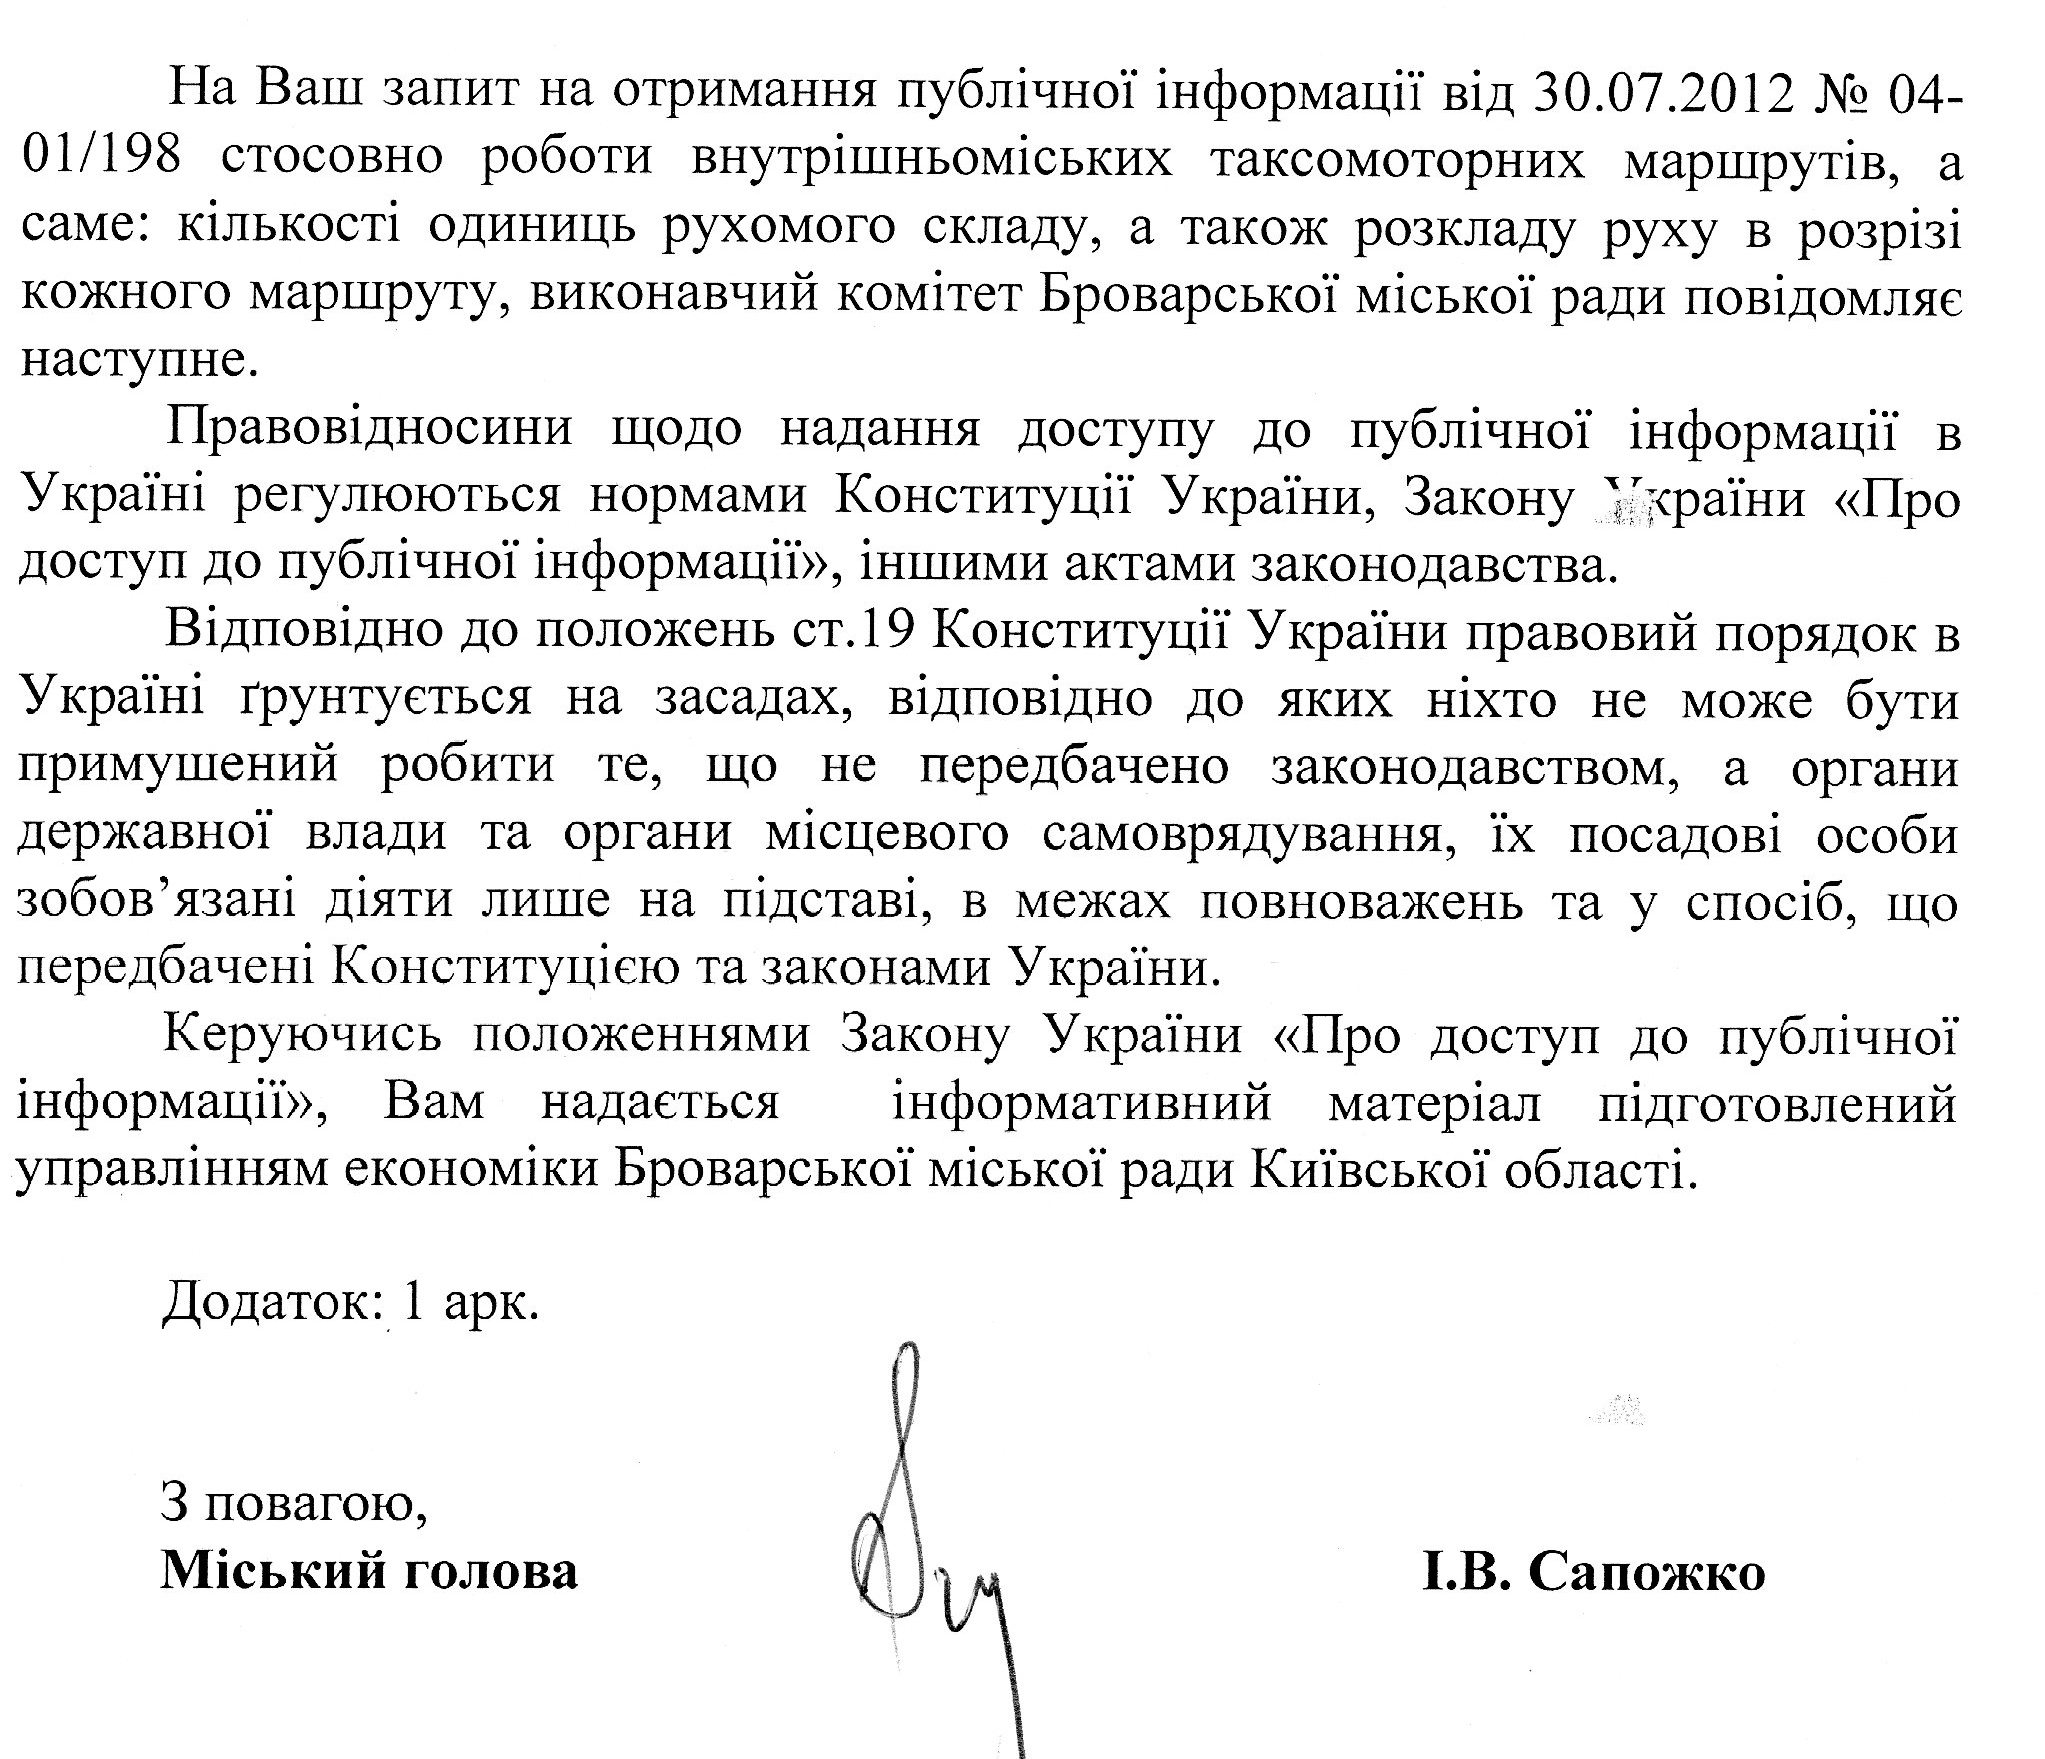 На Ваш запит на отримання публічної інформації від 30.07.2012 № 04-
01/198 стосовно роботи внутрішньоміських таксомоторних маршрутів, а
саме: кількості одиниць рухомого складу, а також розкладу руху в розрізі
кожного маршруту, виконавчий комітет Броварської міської ради повідомляє
наступне.
Правовідносини щодо надання доступу до публічної інформації в
Україні регулюються нормами Конституції України, Закону України «Про
доступ до публічної інформації», іншими актами законодавства.
Відповідно до положень ст.19 Конституції України правовий порядок в
Україні ґрунтується на засадах, відповідно до яких ніхто не може бути
примушений робити те, що не передбачено законодавством, а органи
державної влади та органи місцевого самоврядування, їх посадові особи
зобов’язані діяти лише на підставі, в межах повноважень та у спосіб, що
передбачені Конституцією та законами України.
Керуючись положеннями Закону України «Про доступ до публічної
інформації», Вам надається інформативний матеріал підготовлений
управлінням економіки Броварської міської ради Київської області.
Додаток: 1 арк.
З повагою,
Міський голова І.В. Сапожко